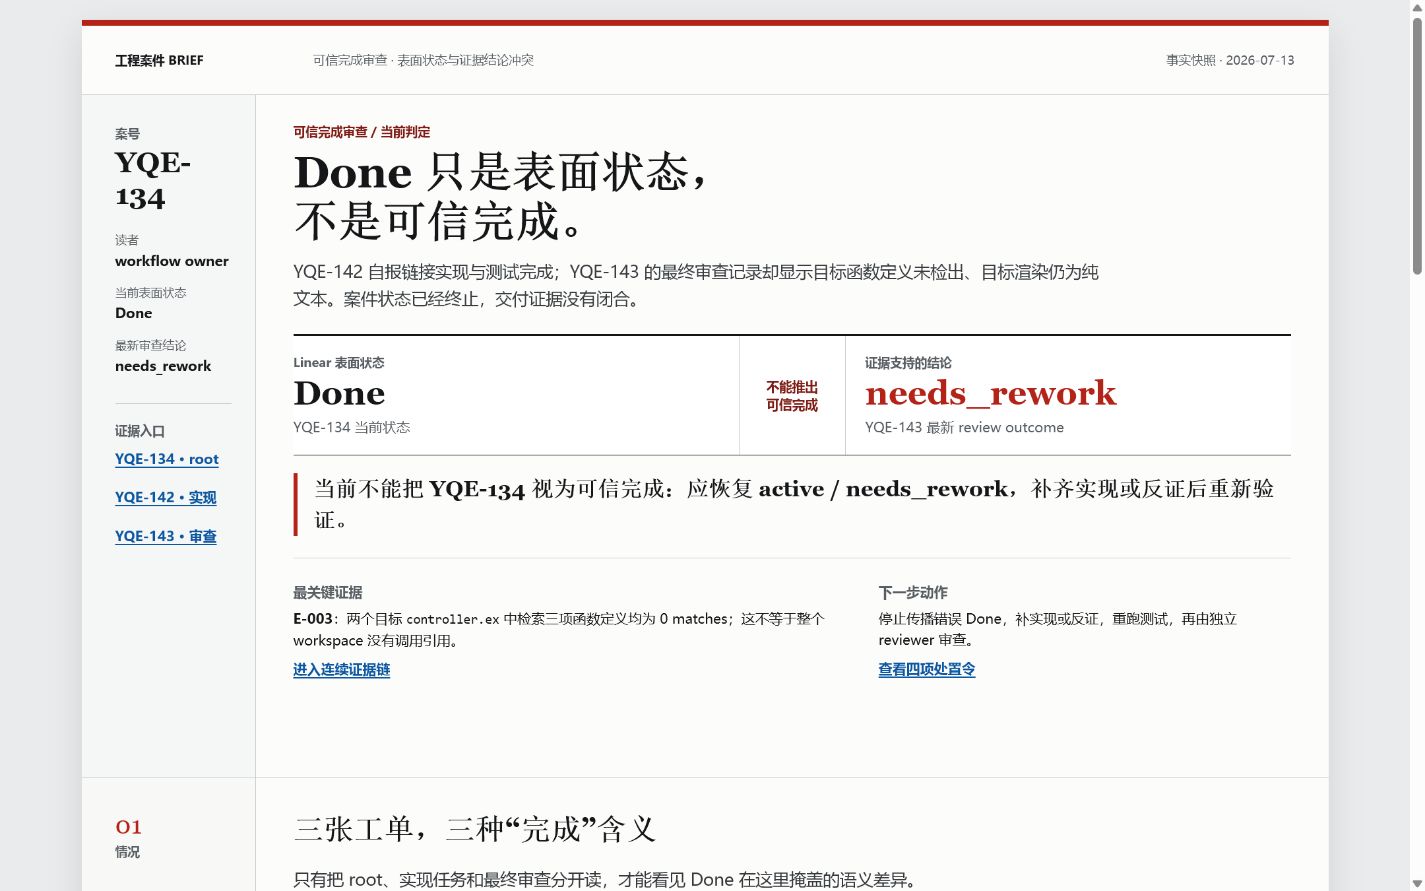 工程案件 BRIEF
可信完成审查 · 表面状态与证据结论冲突
事实快照 · 2026-07-13
案号
YQE-
134
读者
workflow owner
当前表面状态
Done
最新审查结论
needs_rework
证据入口
YQE-134 • root
YQE-142 • 实现
YQE-143 • 审查
可信完成审查 / 当前判定
Done 只是表面状态，
不是可信完成。
YQE-142 自报链接实现与测试完成；YQE-143 的最终审查记录却显示目标函数定义未检出、目标渲染仍为纯
文本。案件状态已经终止，交付证据没有闭合。
Linear 表面状态
Done
YQE-134 当前状态
不能推出
可信完成
证据支持的结论
needs_rework
YQE-143 最新 review outcome
当前不能把 YQE-134 视为可信完成：应恢复 active / needs_rework，补齐实现或反证后重新验
证。
最关键证据
E-003：两个目标 controller.ex 中检索三项函数定义均为 0 matches；这不等于整个
workspace 没有调用引用。
进入连续证据链
下一步动作
停止传播错误 Done，补实现或反证，重跑测试，再由独立
reviewer 审查。
查看四项处置令
01
情况
三张工单，三种“完成”含义
只有把 root、实现任务和最终审查分开读，才能看见 Done 在这里掩盖的语义差异。